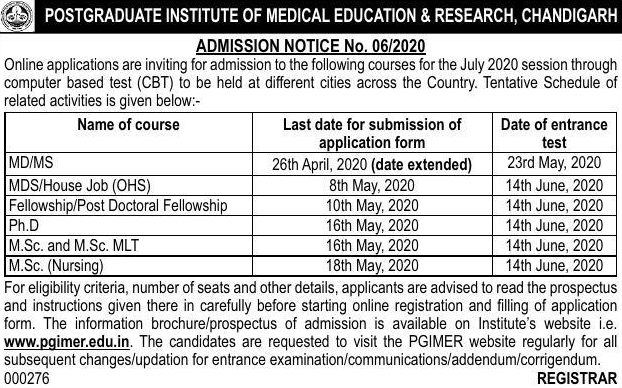 POSTGRADUATE INSTITUTE OF MEDICAL EDUCATION & RESEARCH, CHANDIGARH
ADMISSION NOTICE No. 06/2020
Online applications are inviting for admission to the following courses for the July 2020 session through
computer based test (CBT) to be held at different cities across the Country. Tentative Schedule of
related activities is given below:-
Name of course Last date for submission of application form Date of entrance test
MD/MS 26th April, 2020 (date extended) 23rd May, 2020
MDS/House Job (OHS) 8th May, 2020 14th June, 2020
Fellowship/Post Doctoral Fellowship 10th May, 2020 14th June, 2020
Ph.D 16th May, 2020 14th June, 2020
M.Sc. and M.Sc. MLT 16th May, 2020 14th June, 2020
M.Sc. (Nursing) 18th May, 2020 14th June, 2020
For eligibility criteria, number of seats and other details, applicants are advised to read the prospectus
and instructions given there in carefully before starting online registration and filling of application
form. The information brochure/prospectus of admission is available on Institute's website i.e.
www.pgimer.edu.in. The candidates are requested to visit the PGIMER website regularly for all
subsequent changes/updation for entrance examination/communications/addendum/corrigendum.
000276 REGISTRAR